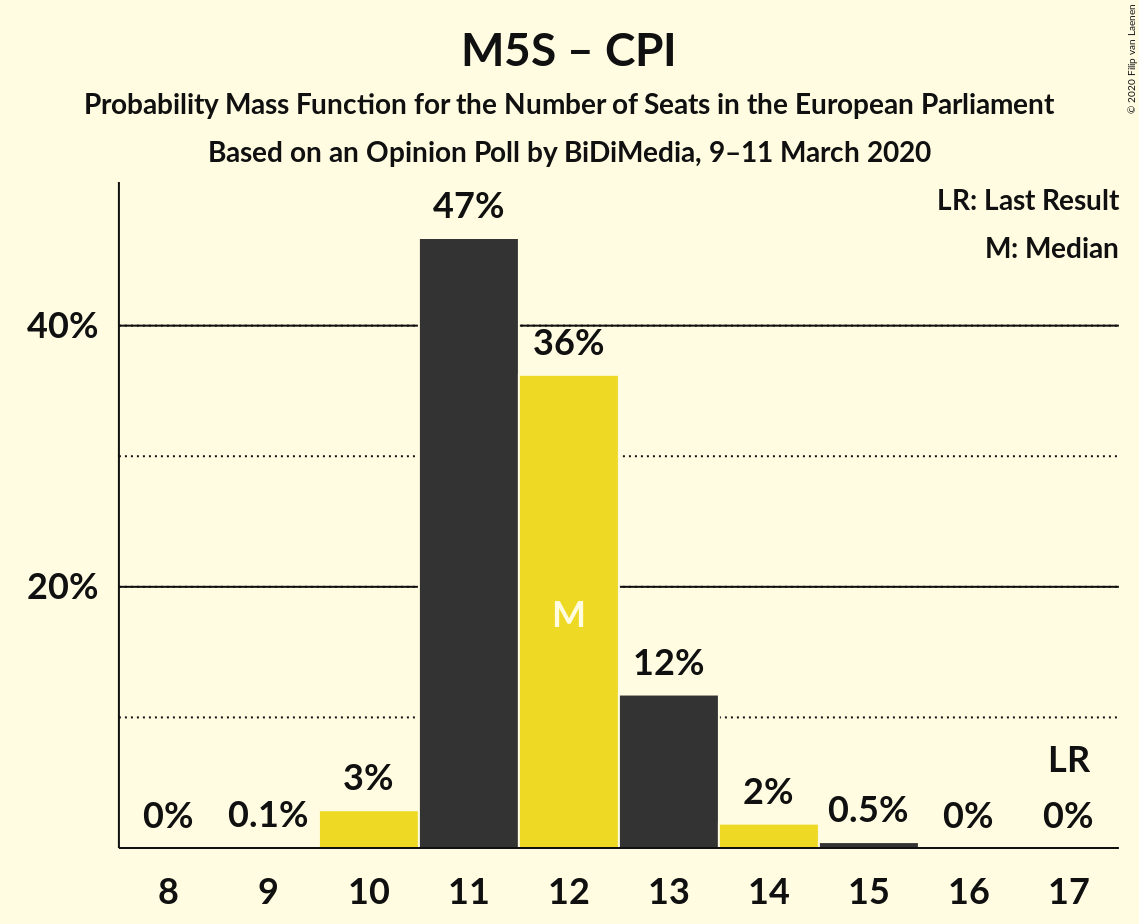 M5S – CPI
Probability Mass Function for the Number of Seats in the European Parliament
Based on an Opinion Poll by BiDiMedia, 9–11 March 2020
© 2020 Filip van Laenen
LR: Last Result
M: Median
47%
40%
36%
20%
M
12%
LR
3%
2%
0%
0.1%
0.5%
0%
0%
8 9 10 11 12 13 14 15 16 17